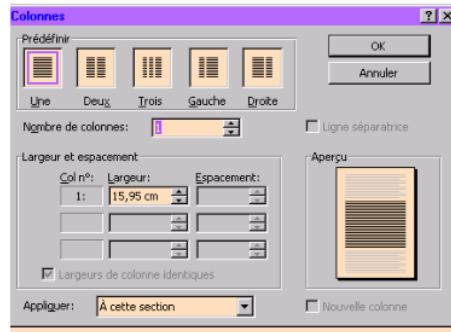 Colonnes
Prédéfinir
OK
Annuler
Une Deux Trois Gauche Droite
Nombre de colonnes: 1
Ligne séparatrice
Largeur et espacement
Aperçu
Col n°: Largeur: Espacement:
1: 15,95 cm
Largeurs de colonne identiques
Appliquer: À cette section
Nouvelle colonne